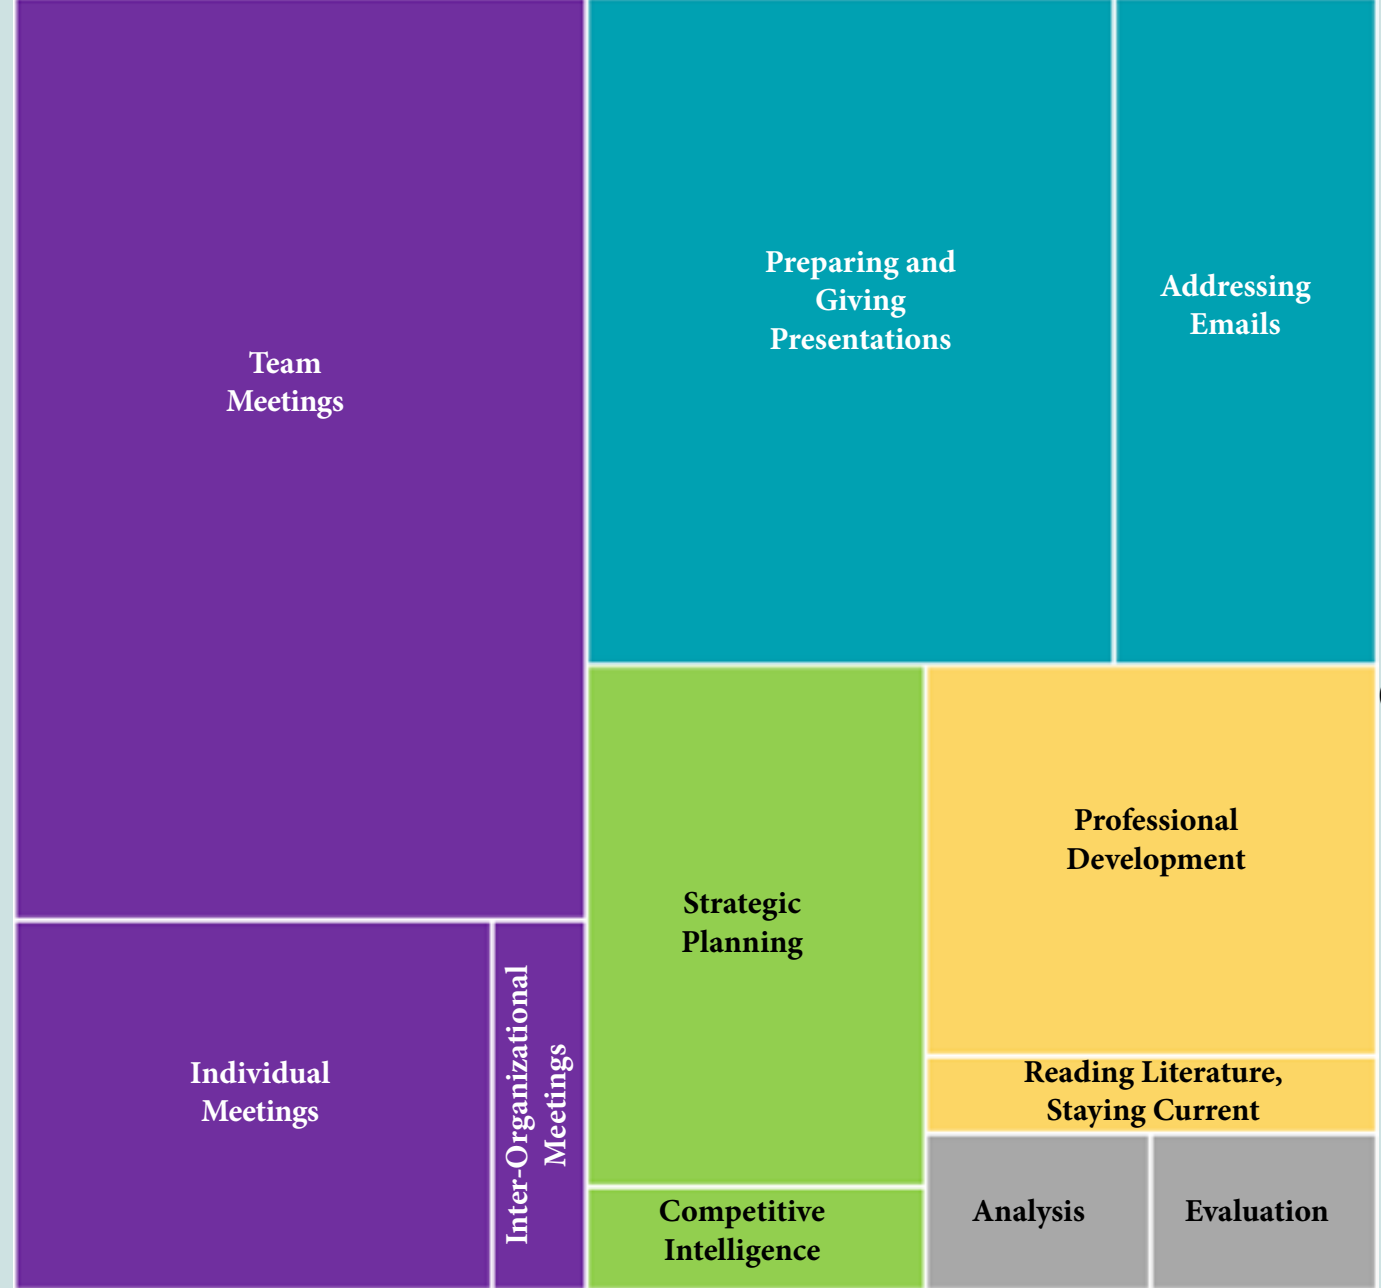 Team
Meetings
Preparing and
Giving
Presentations
Addressing
Emails
Individual
Meetings
Inter-Organizational
Meetings
Strategic
Planning
Competitive
Intelligence
Professional
Development
Reading Literature,
Staying Current
Analysis
Evaluation